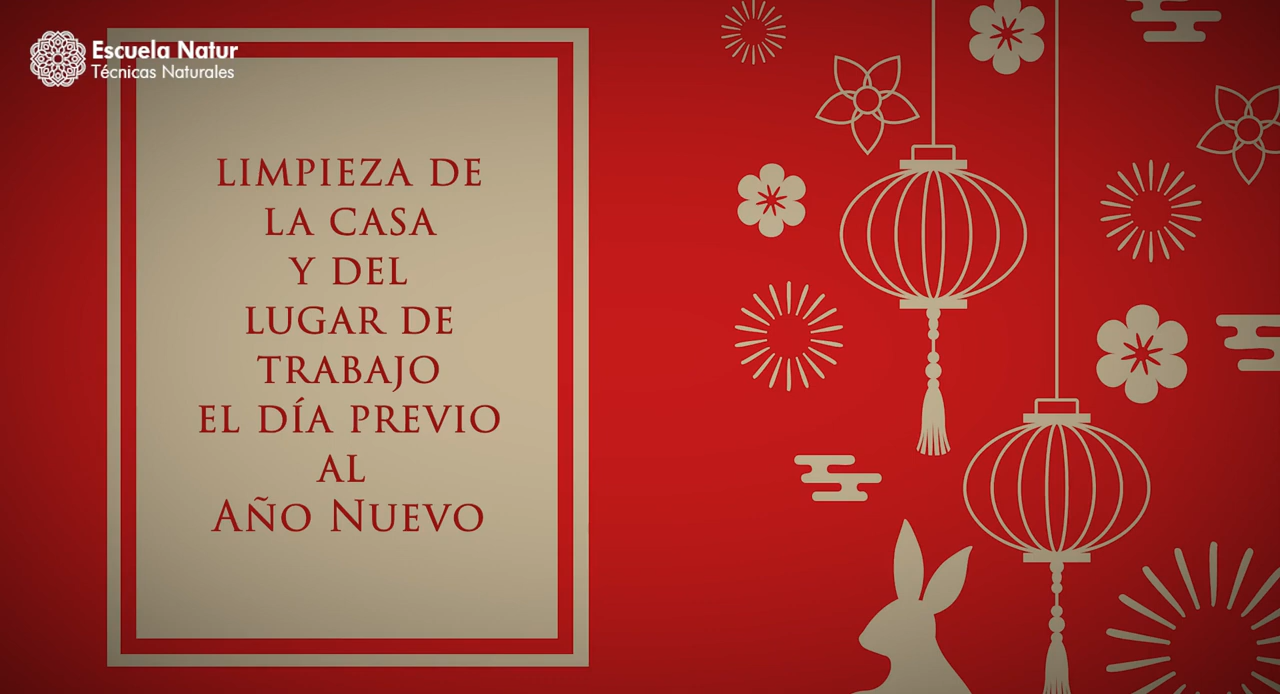 Escuela Natur
Técnicas Naturales
LIMPIEZA DE
LA CASA
Y DEL
LUGAR DE
TRABAJO
EL DÍA PREVIO
AL
AÑO NUEVO